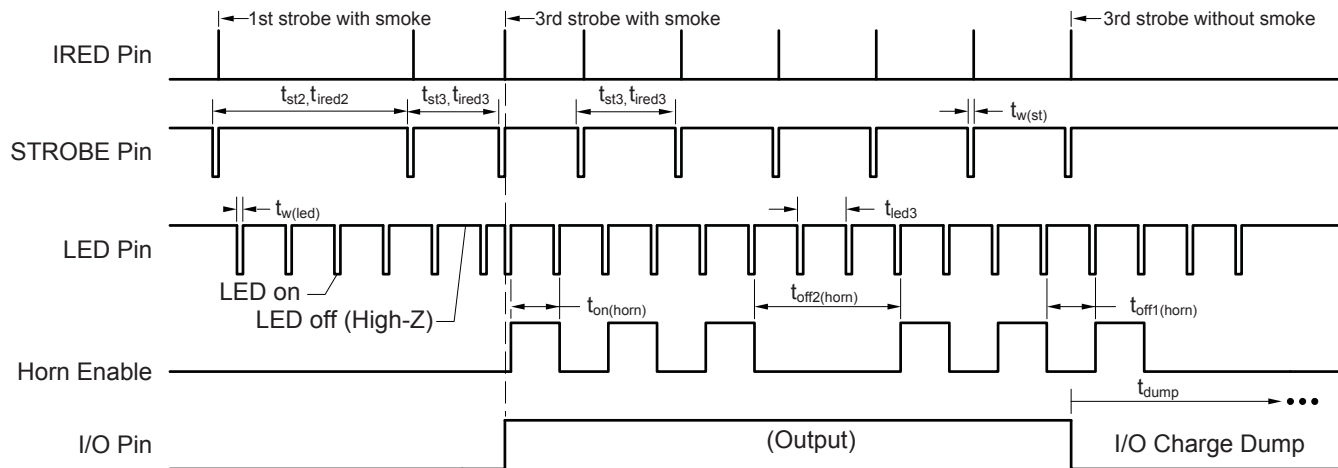 1st strobe with smoke
3rd strobe with smoke
3rd strobe without smoke
IRED Pin
tst2,tired2
tst3,tired3
tst3,tired3
tw(st)
STROBE Pin
tw(led)
tled3
LED Pin
LED on
LED off (High-Z)
ton(horn)
toff2(horn)
toff1(horn)
Horn Enable
tdump
I/O Pin
(Output)
I/O Charge Dump